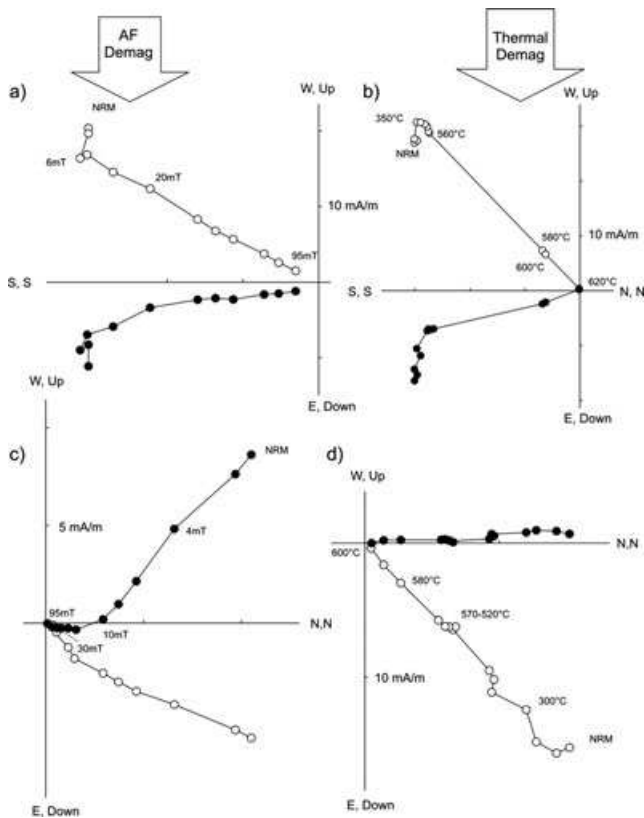 AF
Demag
Thermal
Demag
a)
W, Up
NRM
6mT
20mT
10 mA/m
95mT
S, S
E, Down
b)
W, Up
350°C
560°C
NRM
10 mA/m
580°C
600°C
620°C
S, S
N, N
E, Down
c)
W, Up
NRM
5 mA/m
4mT
95mT
10mT
30mT
N,N
E, Down
d)
W, Up
N,N
600°C
580°C
570-520°C
10 mA/m
300°C
NRM
E, Down